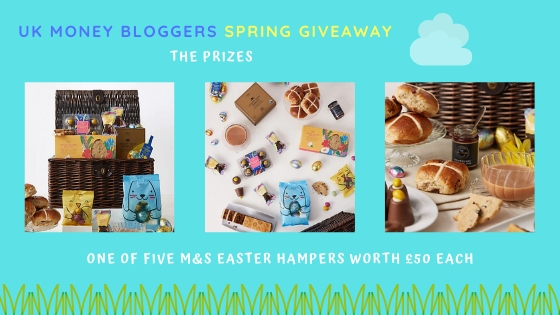 UK MONEY BLOGGERS SPRING GIVEAWAY
THE PRIZES
ONE OF FIVE M&S EASTER HAMPERS WORTH £50 EACH